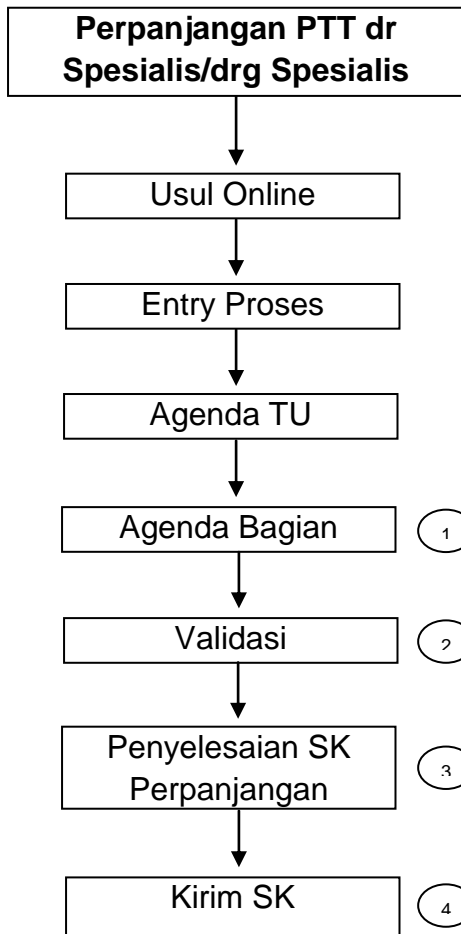 Perpanjangan PTT dr
Spesialis/drg Spesialis
Usul Online
Entry Proses
Agenda TU
Agenda Bagian
1
Validasi
2
Penyelesaian SK
Perpanjangan
3
Kirim SK
4